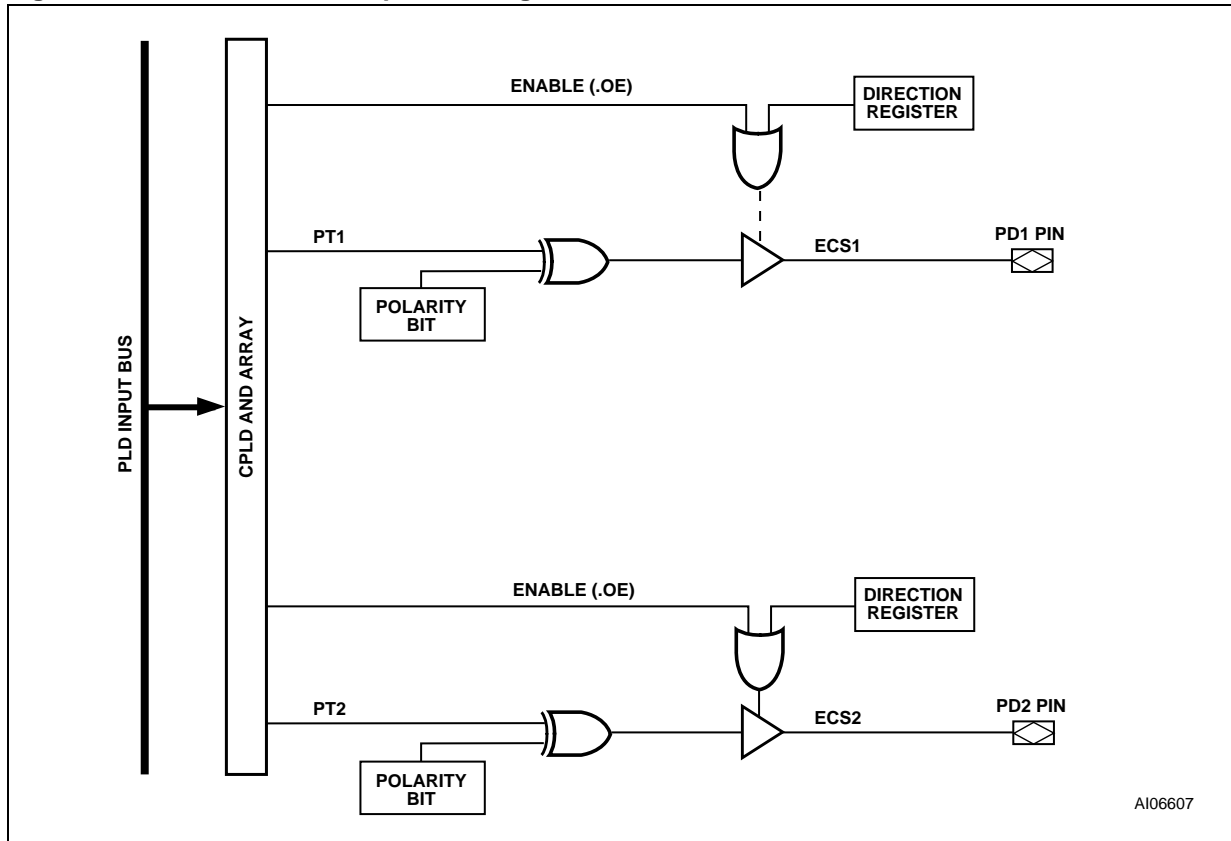 ENABLE (.OE)
DIRECTION
REGISTER
PT1
ECS1
PD1 PIN
POLARITY
BIT
PLD INPUT BUS
CPLD AND ARRAY
ENABLE (.OE)
DIRECTION
REGISTER
PT2
ECS2
PD2 PIN
POLARITY
BIT
AI06607